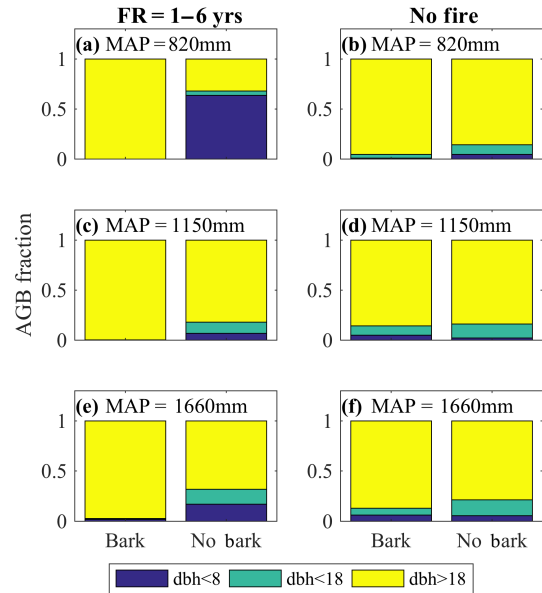 FR = 1–6 yrs No fire
(a) MAP = 820mm (b) MAP = 820mm
1 1
0.5 0.5
0 0
(c) MAP = 1150mm (d) MAP = 1150mm
1 1
0.5 0.5
0 0
AGB fraction
(e) MAP = 1660mm (f) MAP = 1660mm
1 1
0.5 0.5
0 0
Bark No bark Bark No bark
dbh<8 dbh<18 dbh>18